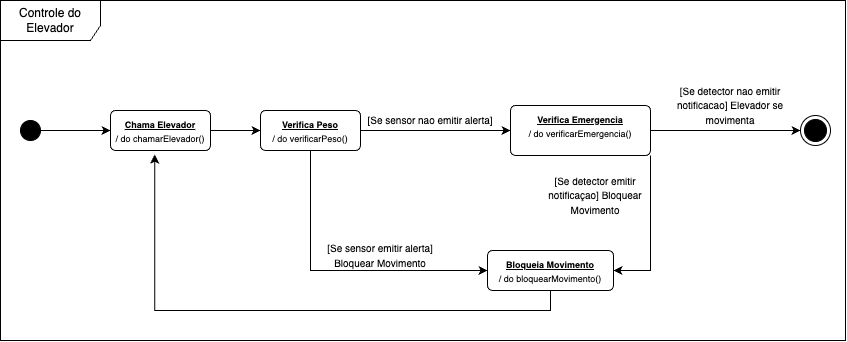 Controle do
Elevador
[Se detector nao emitir
notificacao] Elevador se
movimenta
Chama Elevador
/ do chamarElevador()
Verifica Peso
/ do verificarPeso()
[Se sensor nao emitir alerta]
Verifica Emergencia
/ do verificarEmergencia()
[Se detector emitir
notificaçao] Bloquear
Movimento
[Se sensor emitir alerta]
Bloquear Movimento
Bloqueia Movimento
/ do bloquearMovimento()